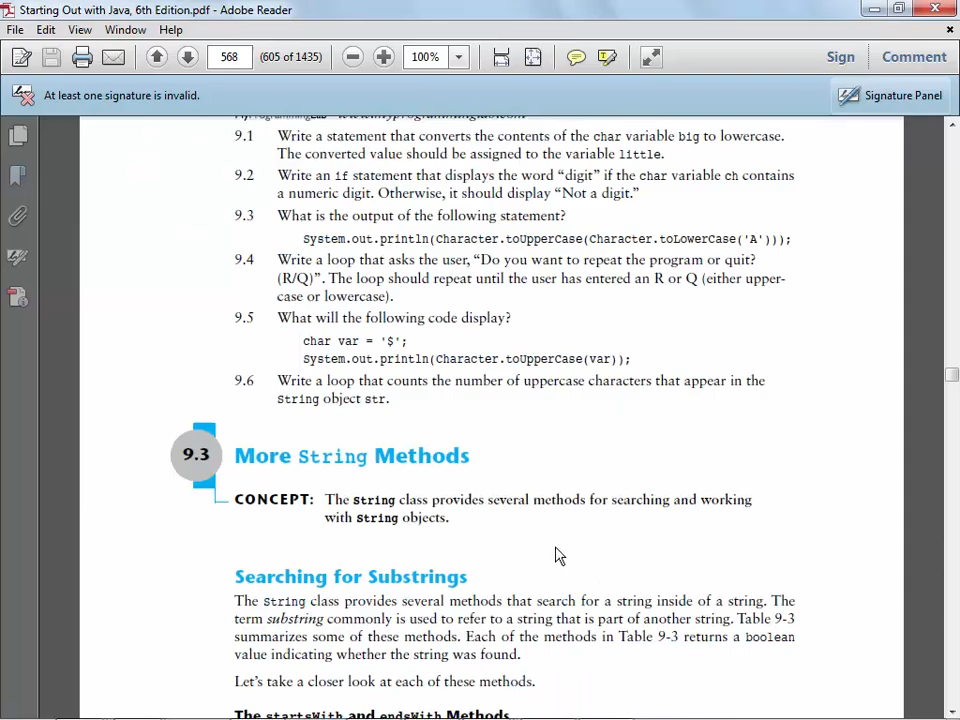 Starting Out with Java, 6th Edition.pdf - Adobe Reader
File Edit View Window Help
568 (605 of 1435) 100% Sign Comment
At least one signature is invalid. Signature Panel
9.1 Write a statement that converts the contents of the char variable big to lowercase.
The converted value should be assigned to the variable little.
9.2 Write an if statement that displays the word “digit” if the char variable ch contains
a numeric digit. Otherwise, it should display “Not a digit.”
9.3 What is the output of the following statement?
System.out.println(Character.toUpperCase(Character.toLowerCase('A')));
9.4 Write a loop that asks the user, “Do you want to repeat the program or quit?
(R/Q)”. The loop should repeat until the user has entered an R or Q (either upper-
case or lowercase).
9.5 What will the following code display?
char var = '$';
System.out.println(Character.toUpperCase(var));
9.6 Write a loop that counts the number of uppercase characters that appear in the
String object str.
9.3 More String Methods
CONCEPT: The String class provides several methods for searching and working
with String objects.
Searching for Substrings
The String class provides several methods that search for a string inside of a string. The
term substring commonly is used to refer to a string that is part of another string. Table 9-3
summarizes some of these methods. Each of the methods in Table 9-3 returns a boolean
value indicating whether the string was found.
Let’s take a closer look at each of these methods.
The startsWith and endsWith Methods